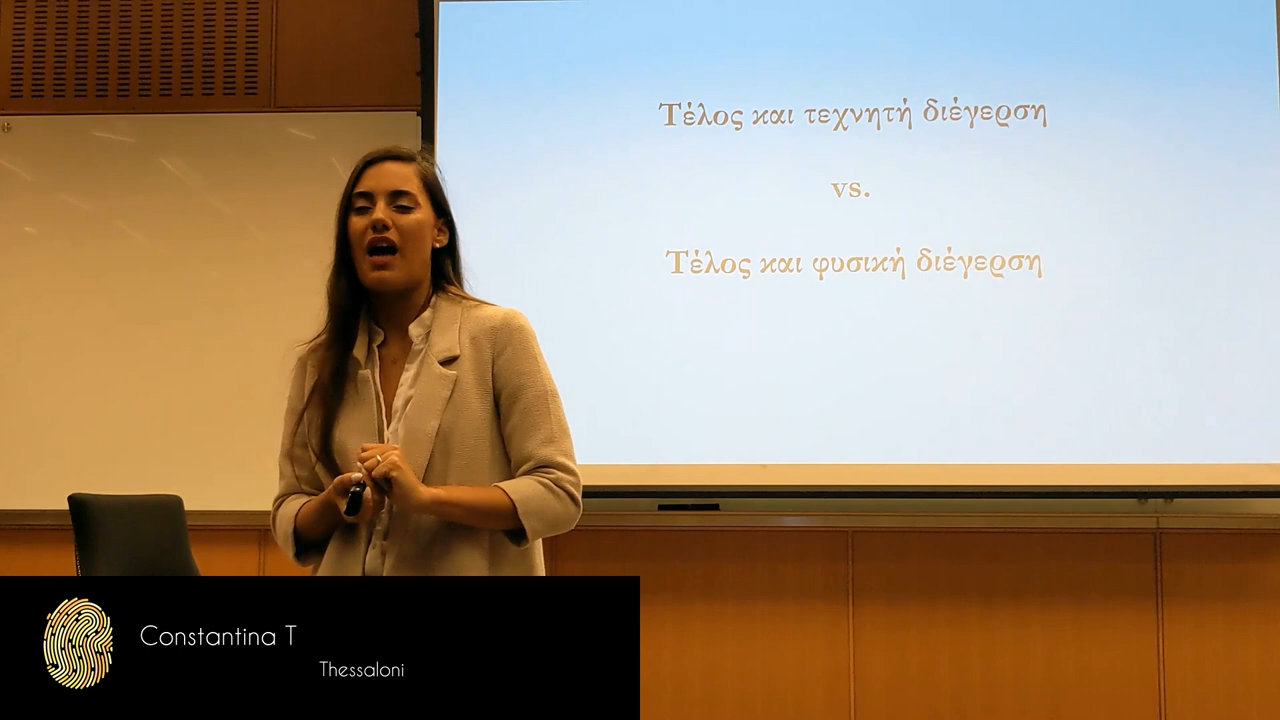 Τέλος και τεχνητή διέγερση
vs.
Τέλος και φυσική διέγερση
Constantina T
Thessaloni